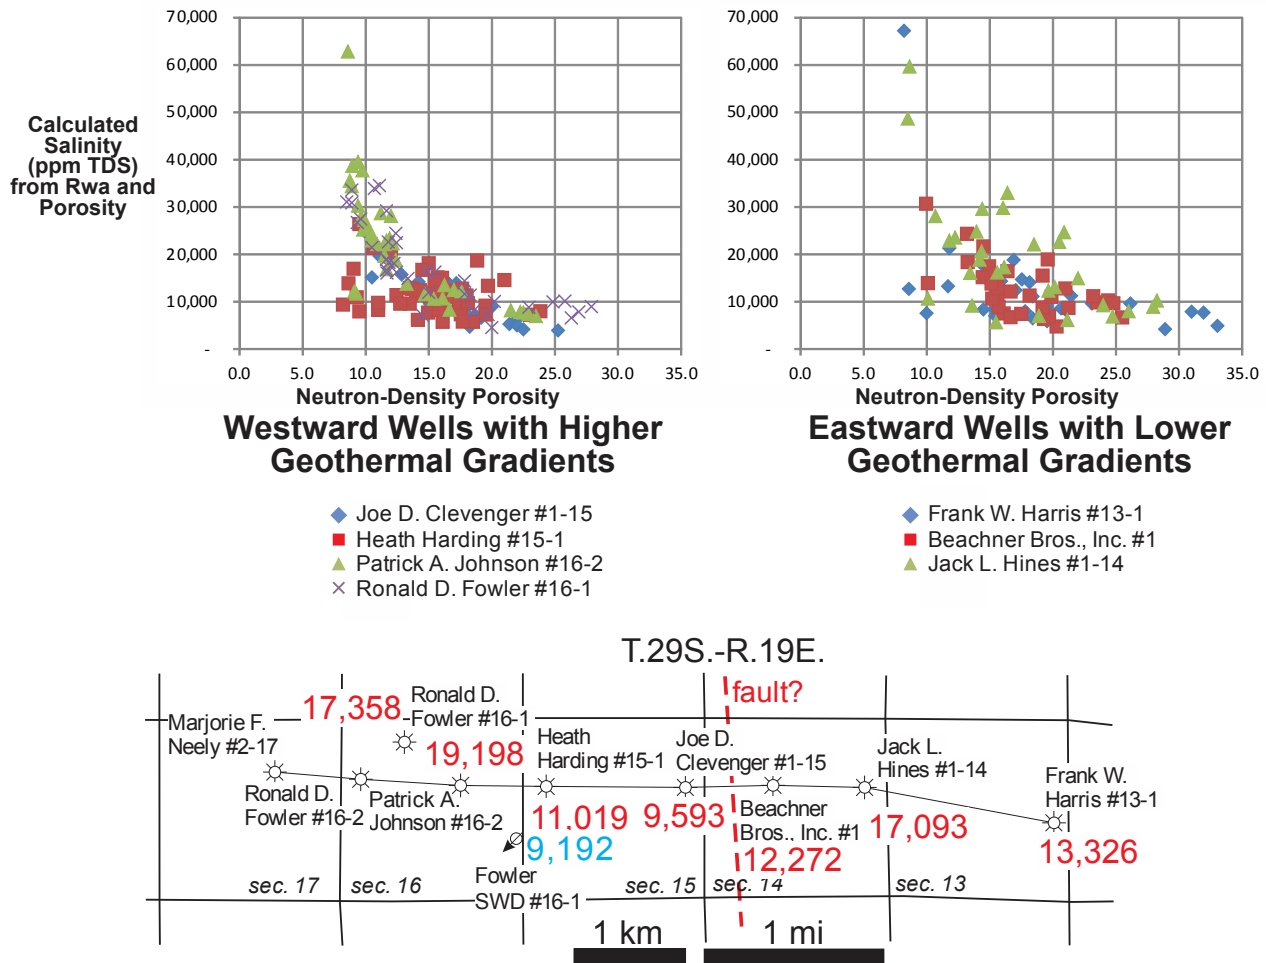 70,000
60,000
50,000
40,000
30,000
20,000
10,000
-
0.0 5.0 10.0 15.0 20.0 25.0 30.0 35.0
Neutron-Density Porosity
Calculated
Salinity
(ppm TDS)
from Rwa and
Porosity
Westward Wells with Higher
Geothermal Gradients
Joe D. Clevenger #1-15
Heath Harding #15-1
Patrick A. Johnson #16-2
Ronald D. Fowler #16-1
70,000
60,000
50,000
40,000
30,000
20,000
10,000
-
0.0 5.0 10.0 15.0 20.0 25.0 30.0 35.0
Neutron-Density Porosity
Eastward Wells with Lower
Geothermal Gradients
Frank W. Harris #13-1
Beachner Bros., Inc. #1
Jack L. Hines #1-14
T.29S.-R.19E.
fault?
17,358
Ronald D.
Fowler #16-1
Marjorie F.
Neely #2-17
19,198
Heath
Harding #15-1
Joe D.
Clevenger #1-15
Jack L.
Hines #1-14
Frank W.
Harris #13-1
Ronald D.
Fowler #16-2
Patrick A.
Johnson #16-2
11,019
9,593
Beachner
Bros., Inc. #1
17,093
9,192
12,272
13,326
Fowler
SWD #16-1
sec. 17
sec. 16
sec. 15
sec. 14
sec. 13
1 km
1 mi